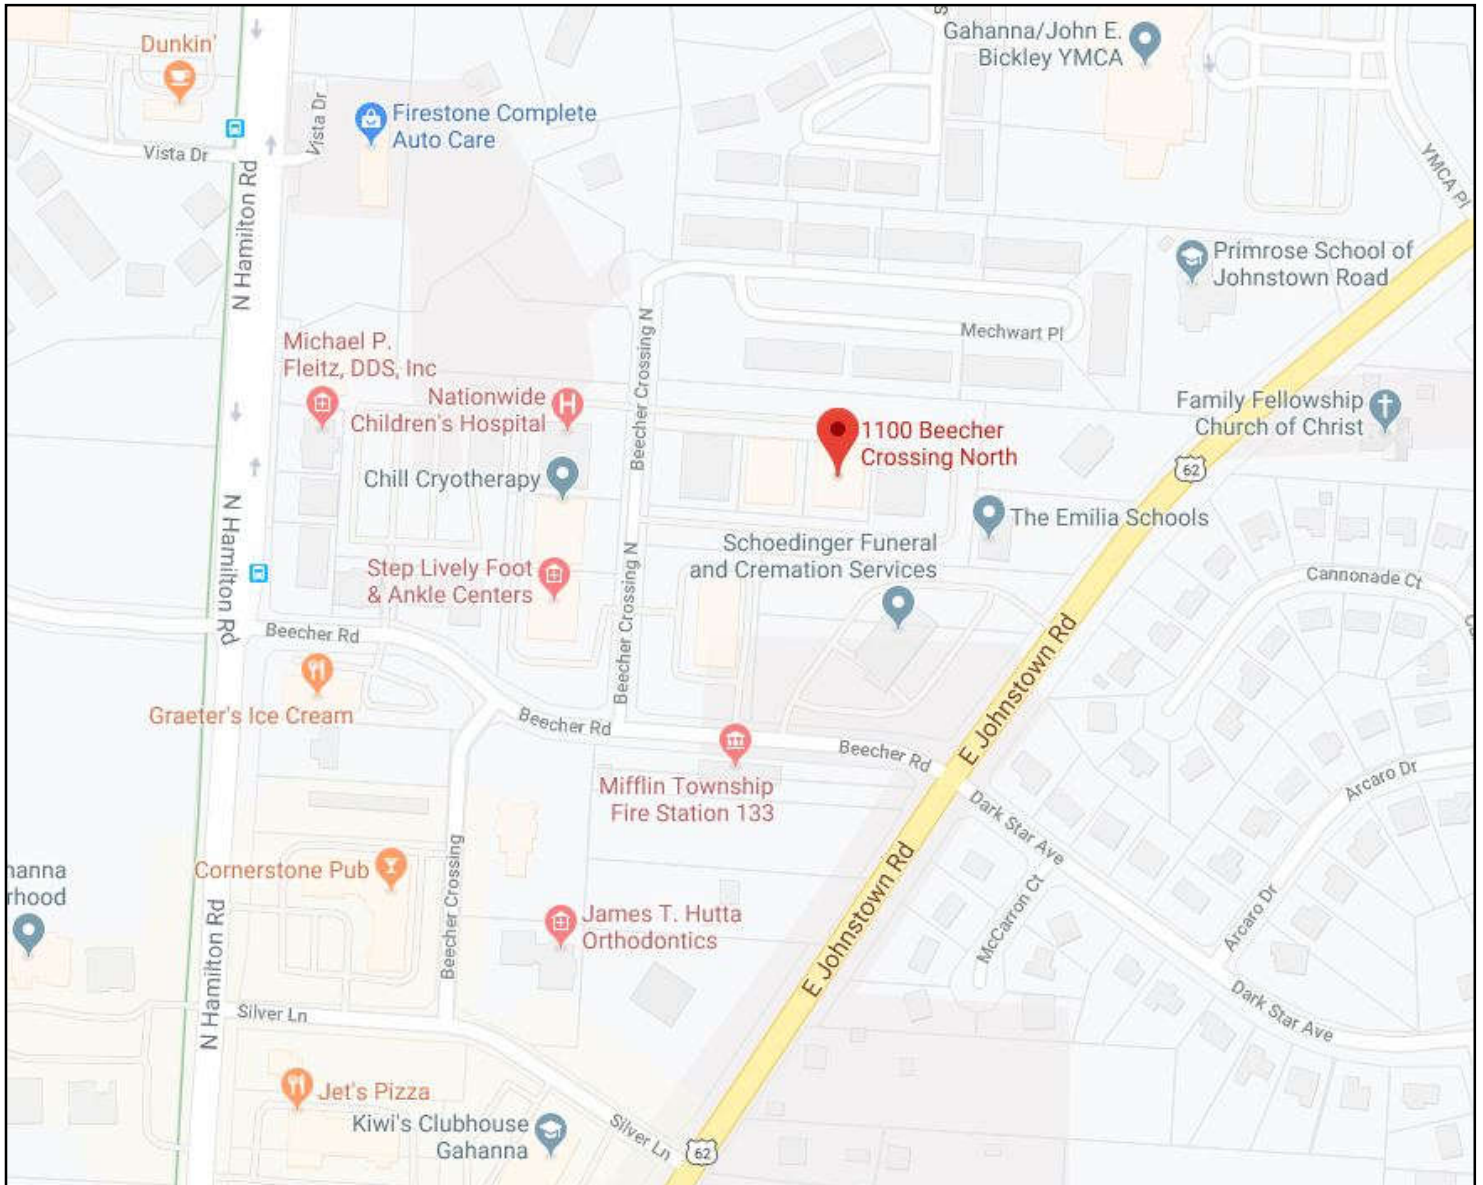 Dunkin'
Gahanna/John E.
Bickley YMCA
Vista Dr
Vista Dr
Firestone Complete
Auto Care
YMCA Pl
N Hamilton Rd
Primrose School of
Johnstown Road
Beecher Crossing N
Mechwart Pl
Michael P.
Fleitz, DDS, Inc
Nationwide
Children's Hospital
1100 Beecher
Crossing North
Family Fellowship
Church of Christ
62
Chill Cryotherapy
N Hamilton Rd
The Emilia Schools
Schoedinger Funeral
and Cremation Services
Step Lively Foot
& Ankle Centers
Beecher Crossing N
Cannonade Ct
Beecher Rd
E Johnstown Rd
Graeter's Ice Cream
Beecher Rd
Beecher Rd
Mifflin Township
Fire Station 133
Arcaro Dr
Dark Star Ave
hanna
rhood
Cornerstone Pub
Beecher Crossing
E Johnstown Rd
McCarron Ct
Arcaro Dr
James T. Hutta
Orthodontics
N Hamilton Rd
Silver Ln
Dark Star Ave
Jet's Pizza
Kiwi's Clubhouse
Gahanna
Silver Ln
62